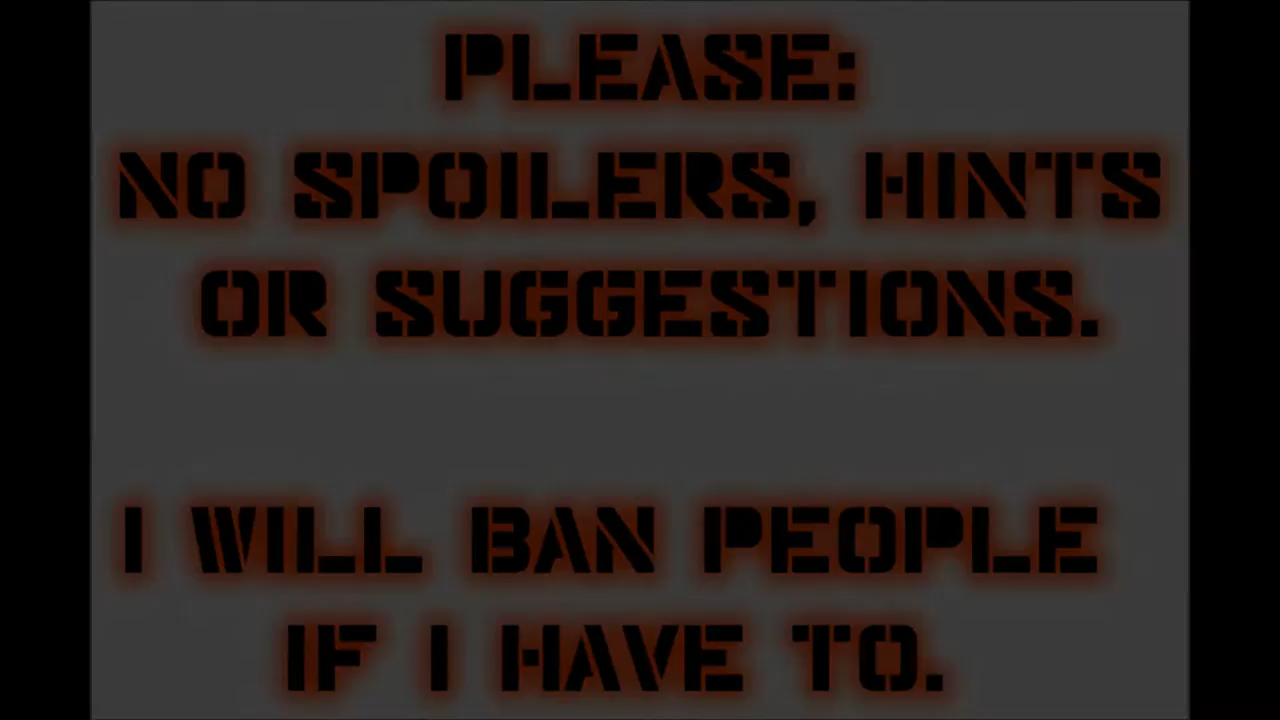 PLEASE:
NO SPOILERS, HINTS
OR SUGGESTIONS.
I WILL BAN PEOPLE
IF I HAVE TO.